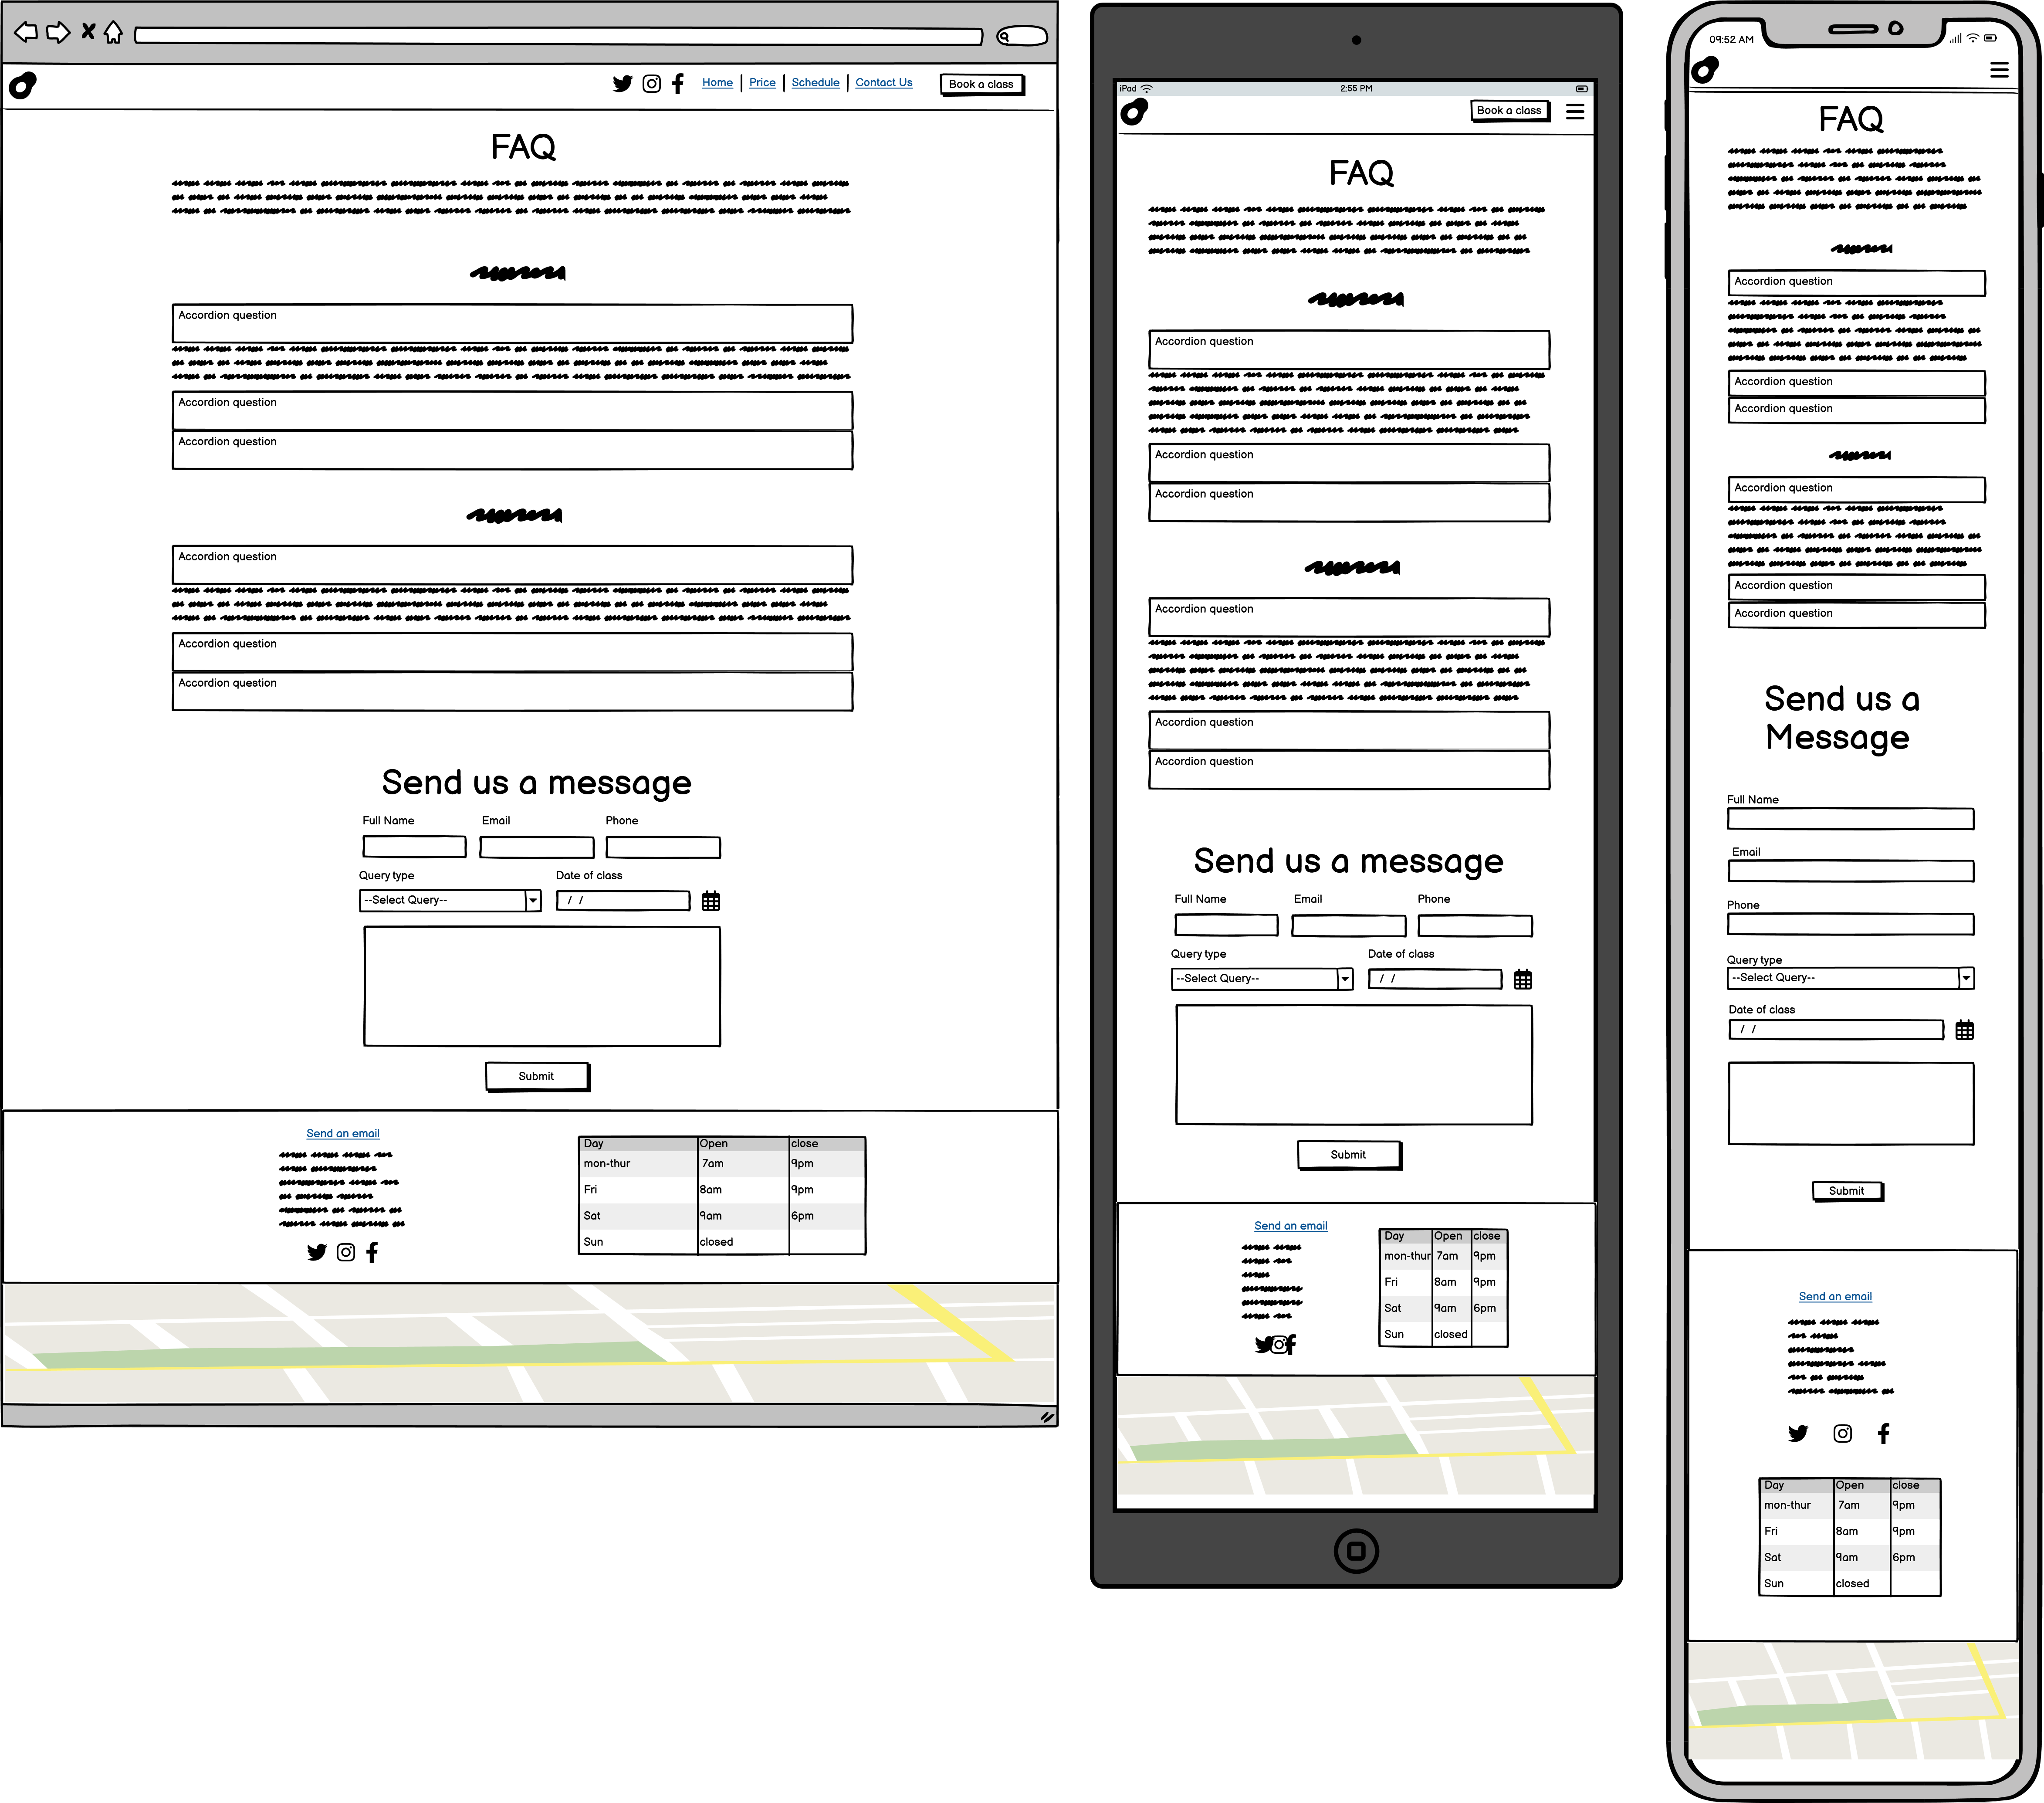 Home | Price | Schedule | Contact Us
Book a class
FAQ
Accordion question
Accordion question
Accordion question
Accordion question
Accordion question
Accordion question
Send us a message
Full Name Email Phone
Query type Date of class
--Select Query-- / /
Submit
Send an email
Day Open close
mon-thur 7am 9pm
Fri 8am 9pm
Sat 9am 6pm
Sun closed
iPad 2:55 PM
Book a class
FAQ
Accordion question
Accordion question
Accordion question
Accordion question
Accordion question
Accordion question
Send us a message
Full Name Email Phone
Query type Date of class
--Select Query-- / /
Submit
Send an email
Day Open close
mon-thur 7am 9pm
Fri 8am 9pm
Sat 9am 6pm
Sun closed
09:52 AM
FAQ
Accordion question
Accordion question
Accordion question
Accordion question
Accordion question
Accordion question
Send us a
Message
Full Name
Email
Phone
Query type
--Select Query--
Date of class
/ /
Submit
Send an email
Day Open close
mon-thur 7am 9pm
Fri 8am 9pm
Sat 9am 6pm
Sun closed